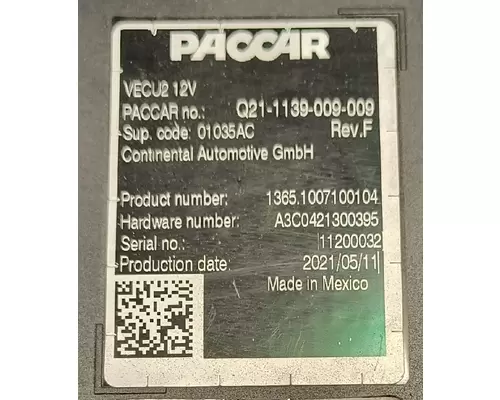 PACCAR
VECU2 12V
PACCAR no.: Q21-1139-009-009
Sup. code: 01035AC Rev.F
Continental Automotive GmbH
Product number: 1365.1007100104
Hardware number: A3C0421300395
Serial no.: 11200032
Production date: 2021/05/11
Made in Mexico